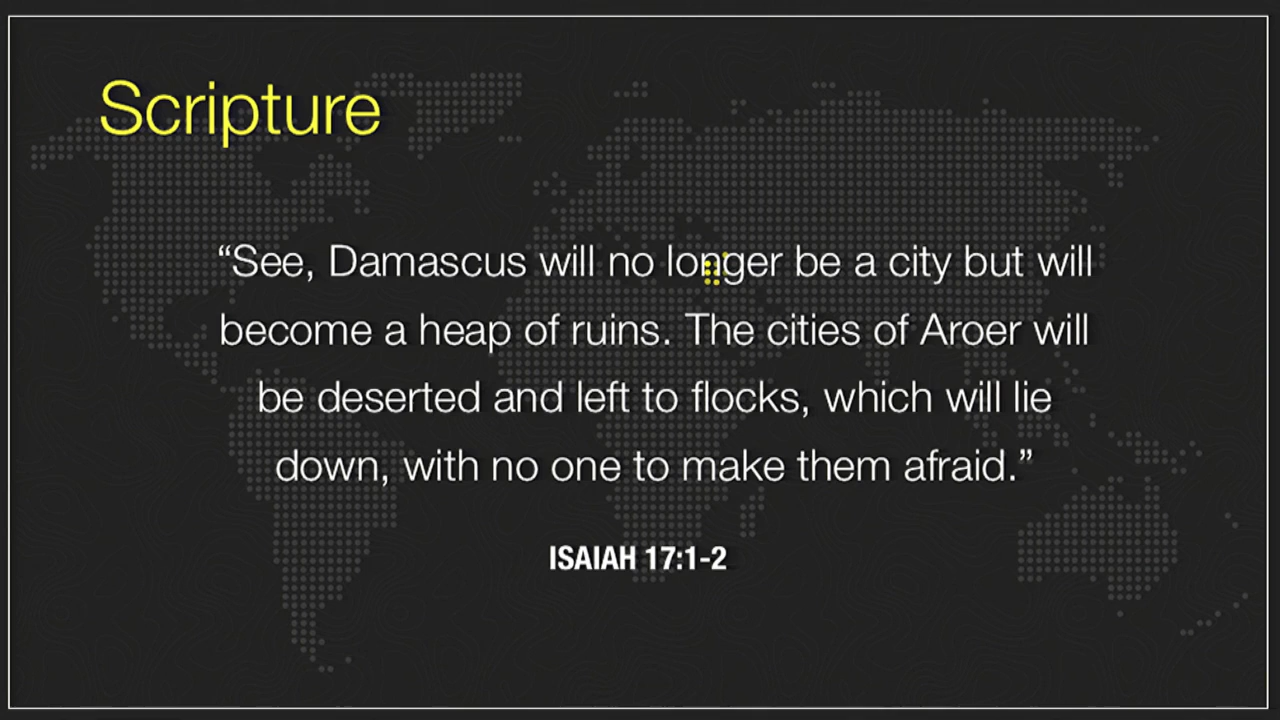 Scripture
“See, Damascus will no longer be a city but will
become a heap of ruins. The cities of Aroer will
be deserted and left to flocks, which will lie
down, with no one to make them afraid.”
ISAIAH 17:1-2